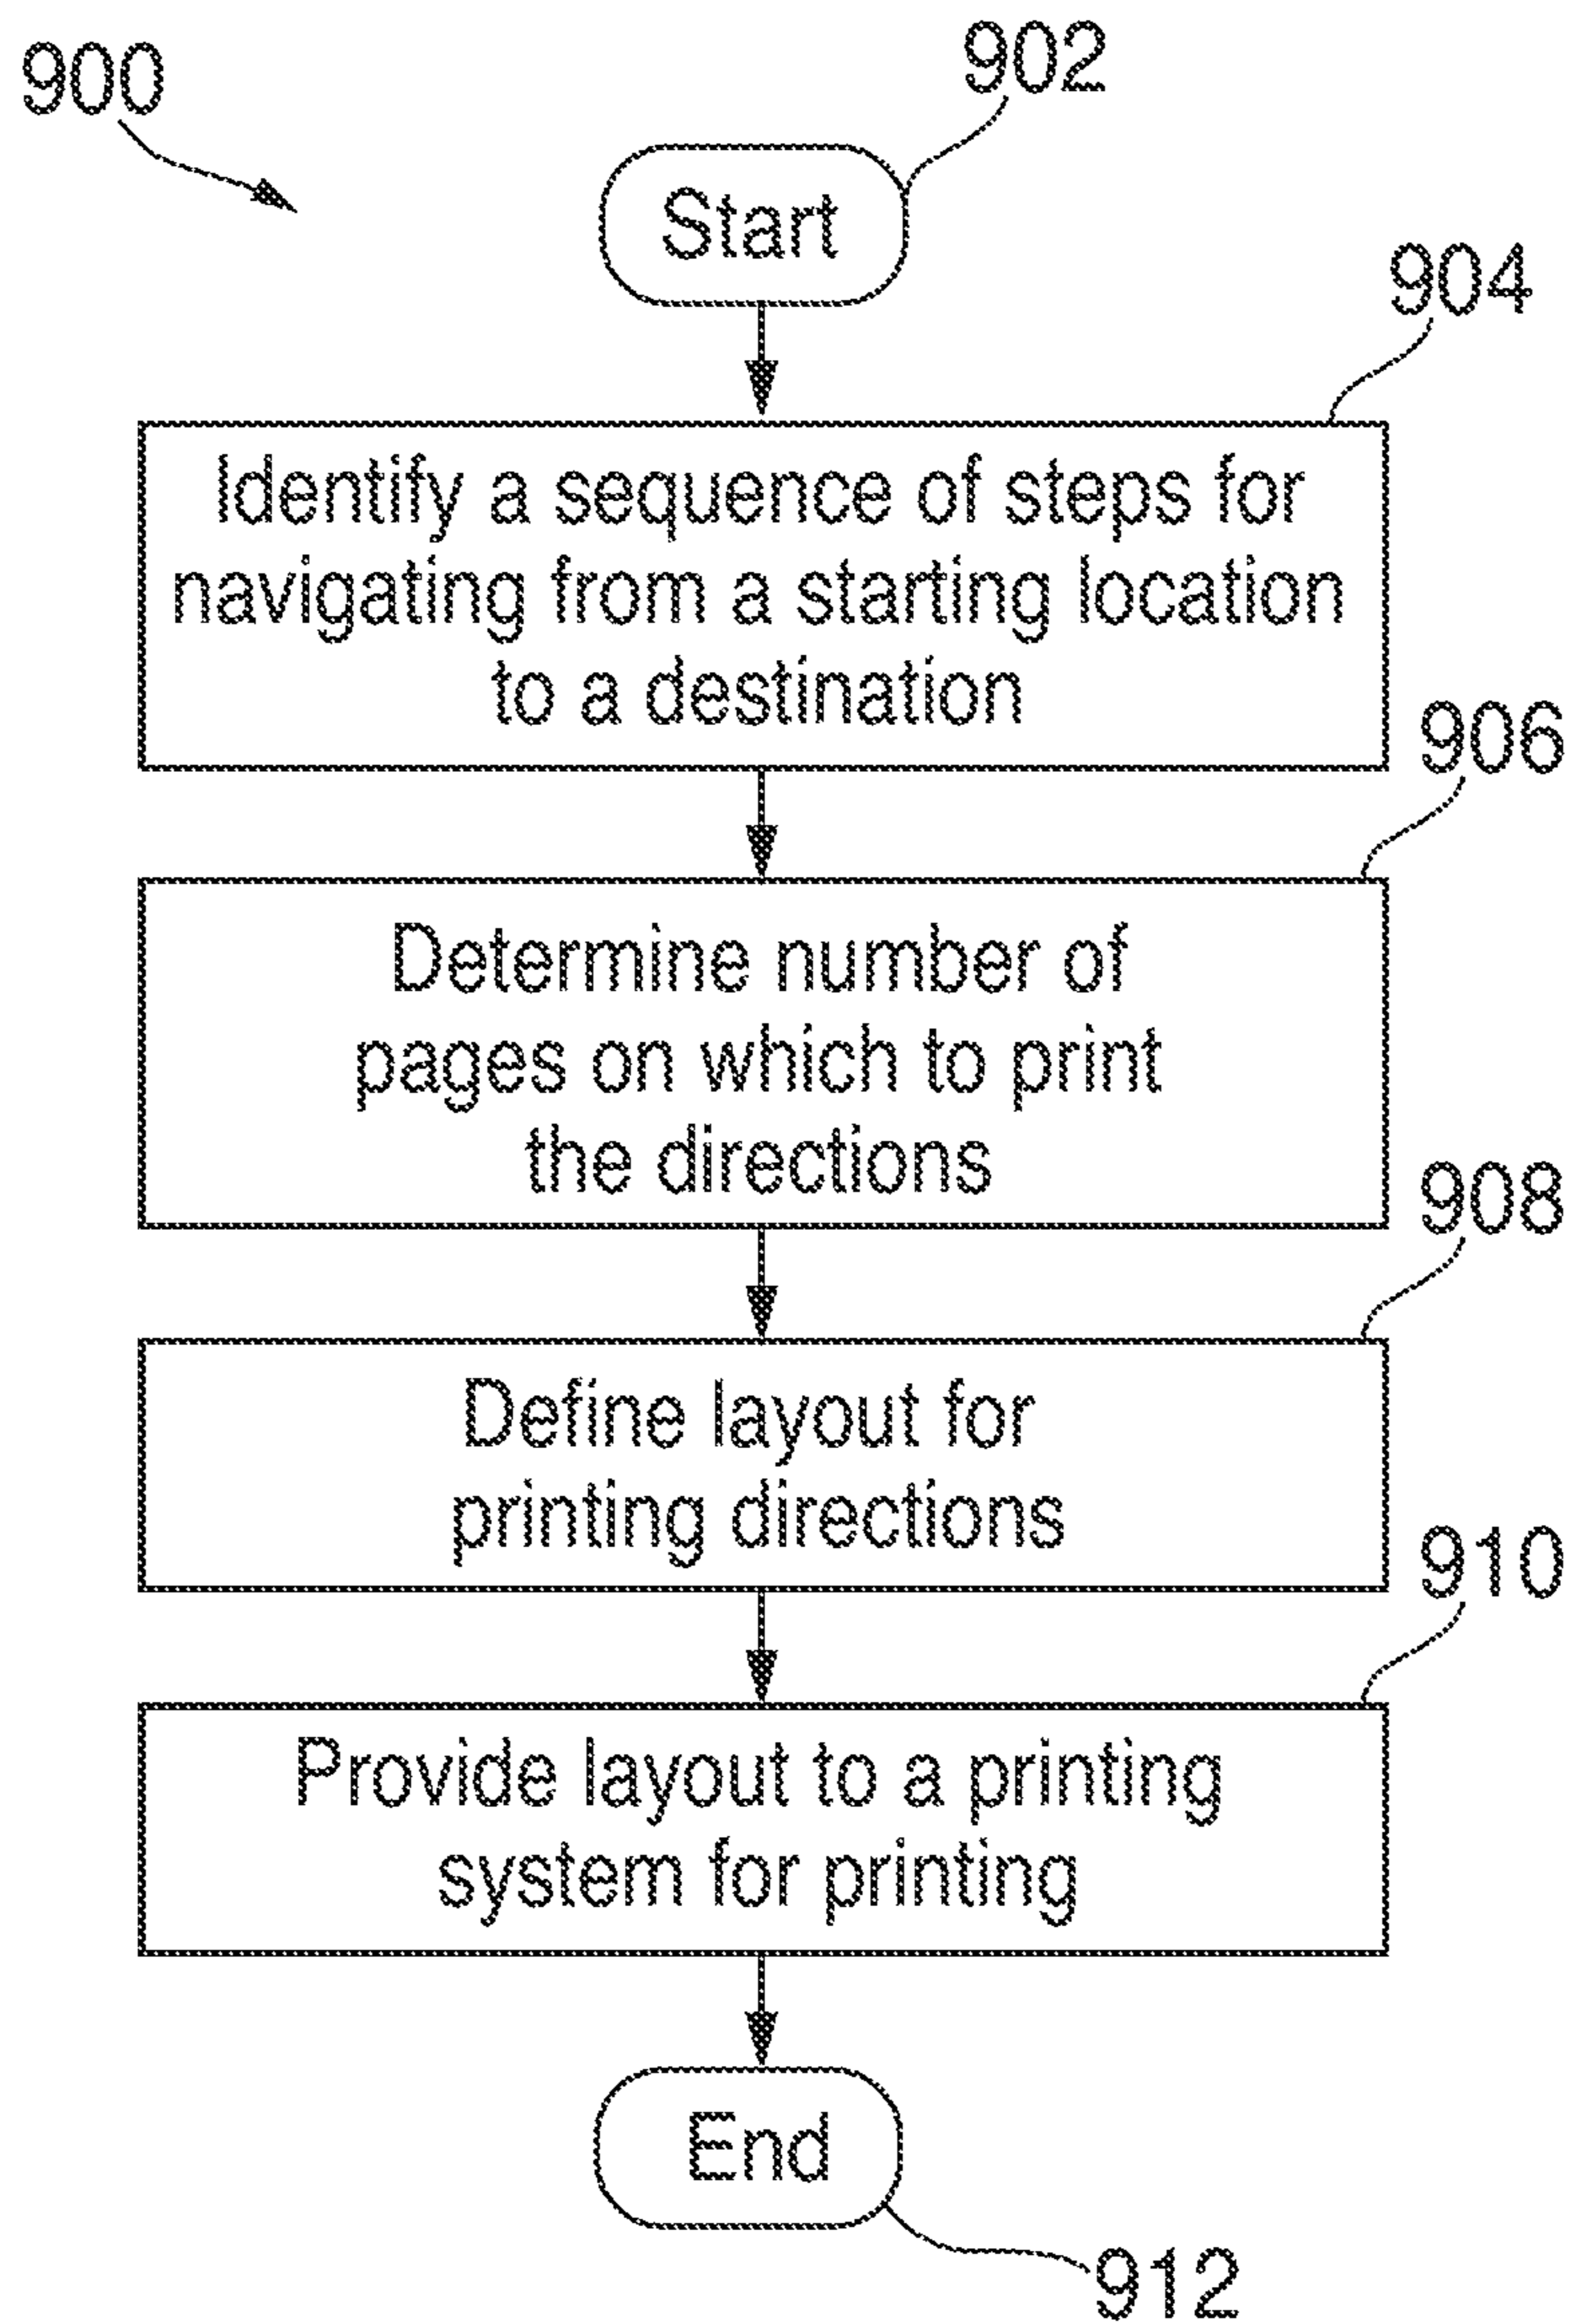 900
902
Start
904
Identify a sequence of steps for
navigating from a starting location
to a destination
906
Determine number of
pages on which to print
the directions
908
Define layout for
printing directions
910
Provide layout to a printing
system for printing
End
912